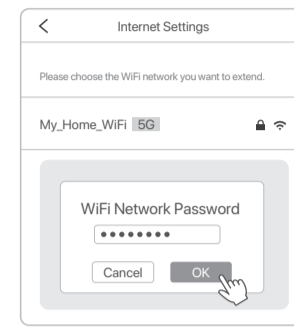 Internet Settings
Please choose the WiFi network you want to extend.
My_Home_WiFi 5G
WiFi Network Password
••••••••
Cancel OK